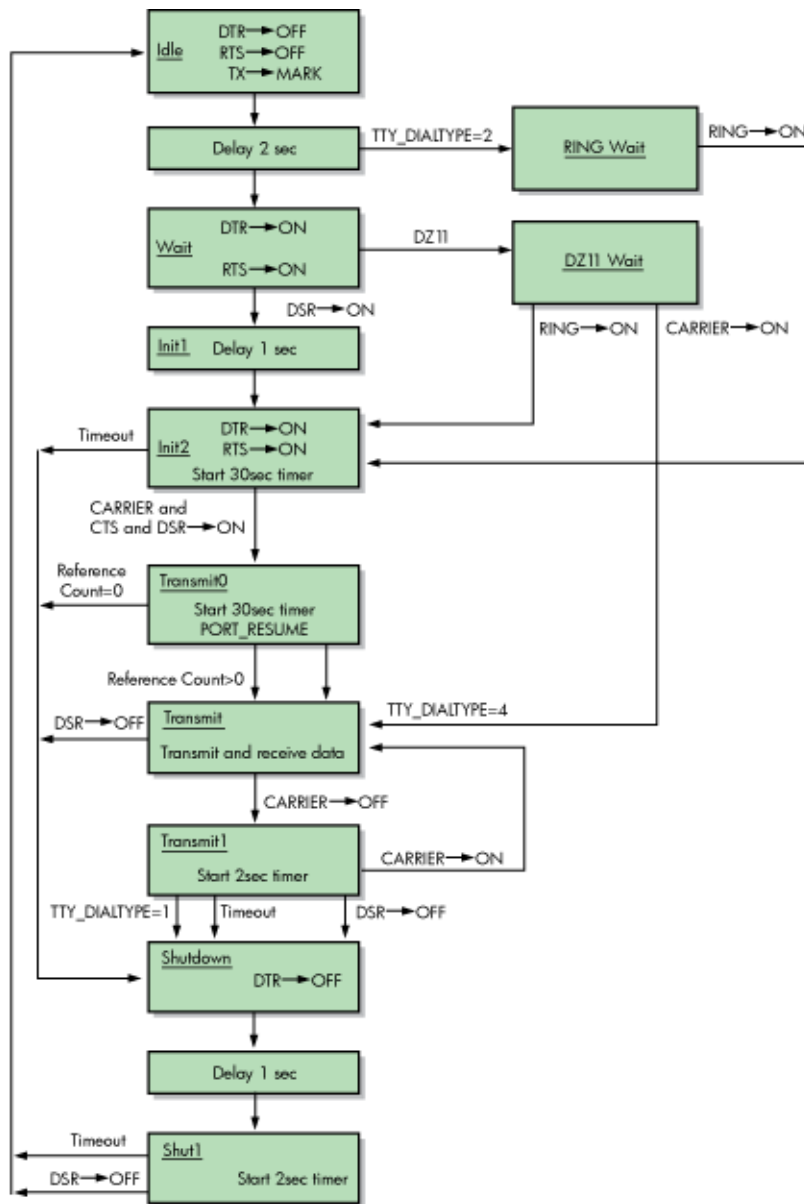 DTR→OFF
Idle RTS→OFF
TX→MARK
Delay 2 sec
TTY_DIALTYPE=2
RING Wait
RING→ON
DTR→ON
Wait
RTS→ON
DZ11
DZ11 Wait
DSR→ON
RING→ON
CARRIER→ON
Init1 Delay 1 sec
Timeout
DTR→ON
Init2 RTS→ON
Start 30sec timer
CARRIER and
CTS and DSR→ON
Reference
Count=0
Transmit0
Start 30sec timer
PORT_RESUME
Reference Count>0
TTY_DIALTYPE=4
DSR→OFF
Transmit
Transmit and receive data
CARRIER→OFF
Transmit1
Start 2sec timer
CARRIER→ON
TTY_DIALTYPE=1
Timeout
DSR→OFF
Shutdown
DTR→OFF
Delay 1 sec
Timeout
DSR→OFF
Shut1
Start 2sec timer